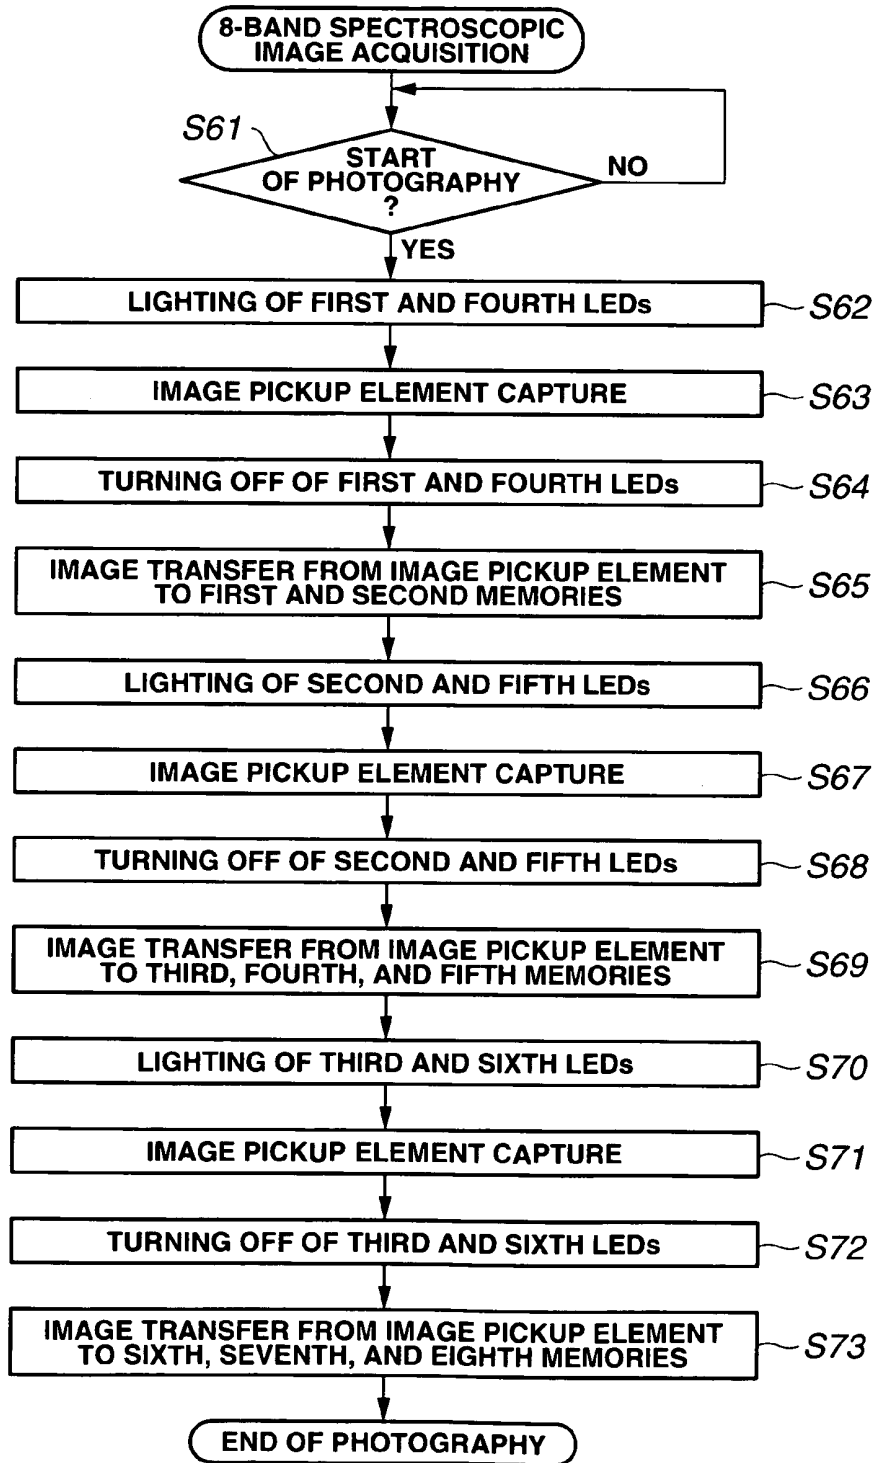 8-BAND SPECTROSCOPIC
IMAGE ACQUISITION
S61
START
OF PHOTOGRAPHY
?
NO
YES
LIGHTING OF FIRST AND FOURTH LEDs
S62
IMAGE PICKUP ELEMENT CAPTURE
S63
TURNING OFF OF FIRST AND FOURTH LEDs
S64
IMAGE TRANSFER FROM IMAGE PICKUP ELEMENT
TO FIRST AND SECOND MEMORIES
S65
LIGHTING OF SECOND AND FIFTH LEDs
S66
IMAGE PICKUP ELEMENT CAPTURE
S67
TURNING OFF OF SECOND AND FIFTH LEDs
S68
IMAGE TRANSFER FROM IMAGE PICKUP ELEMENT
TO THIRD, FOURTH, AND FIFTH MEMORIES
S69
LIGHTING OF THIRD AND SIXTH LEDs
S70
IMAGE PICKUP ELEMENT CAPTURE
S71
TURNING OFF OF THIRD AND SIXTH LEDs
S72
IMAGE TRANSFER FROM IMAGE PICKUP ELEMENT
TO SIXTH, SEVENTH, AND EIGHTH MEMORIES
S73
END OF PHOTOGRAPHY